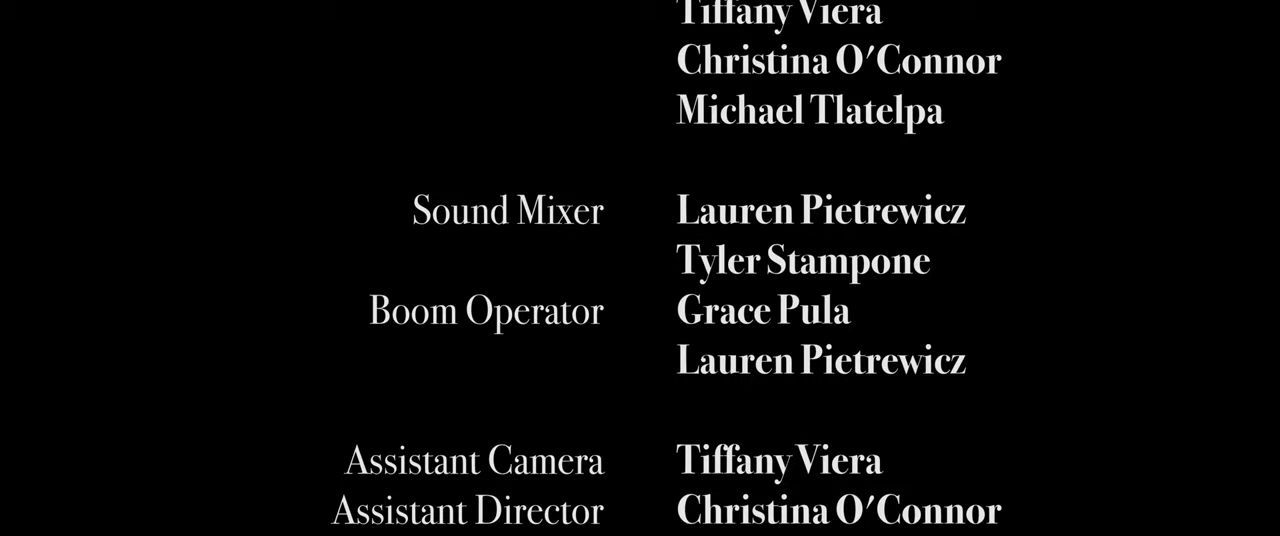 Tiffany Viera
Christina O'Connor
Michael Tlatelpa
Sound Mixer Lauren Pietrewicz
Tyler Stampone
Boom Operator Grace Pula
Lauren Pietrewicz
Assistant Camera Tiffany Viera
Assistant Director Christina O'Connor